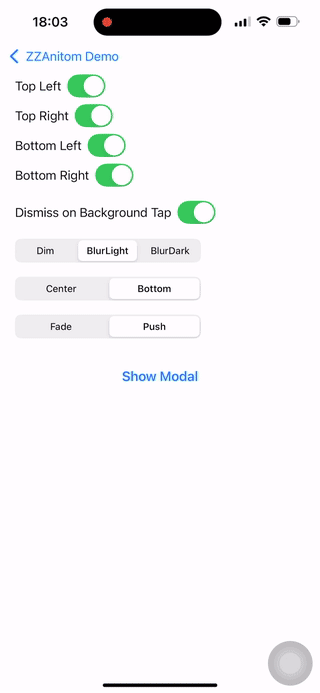 18:03
ZZAnitom Demo
Top Left
Top Right
Bottom Left
Bottom Right
Dismiss on Background Tap
Dim BlurLight BlurDark
Center Bottom
Fade Push
Show Modal